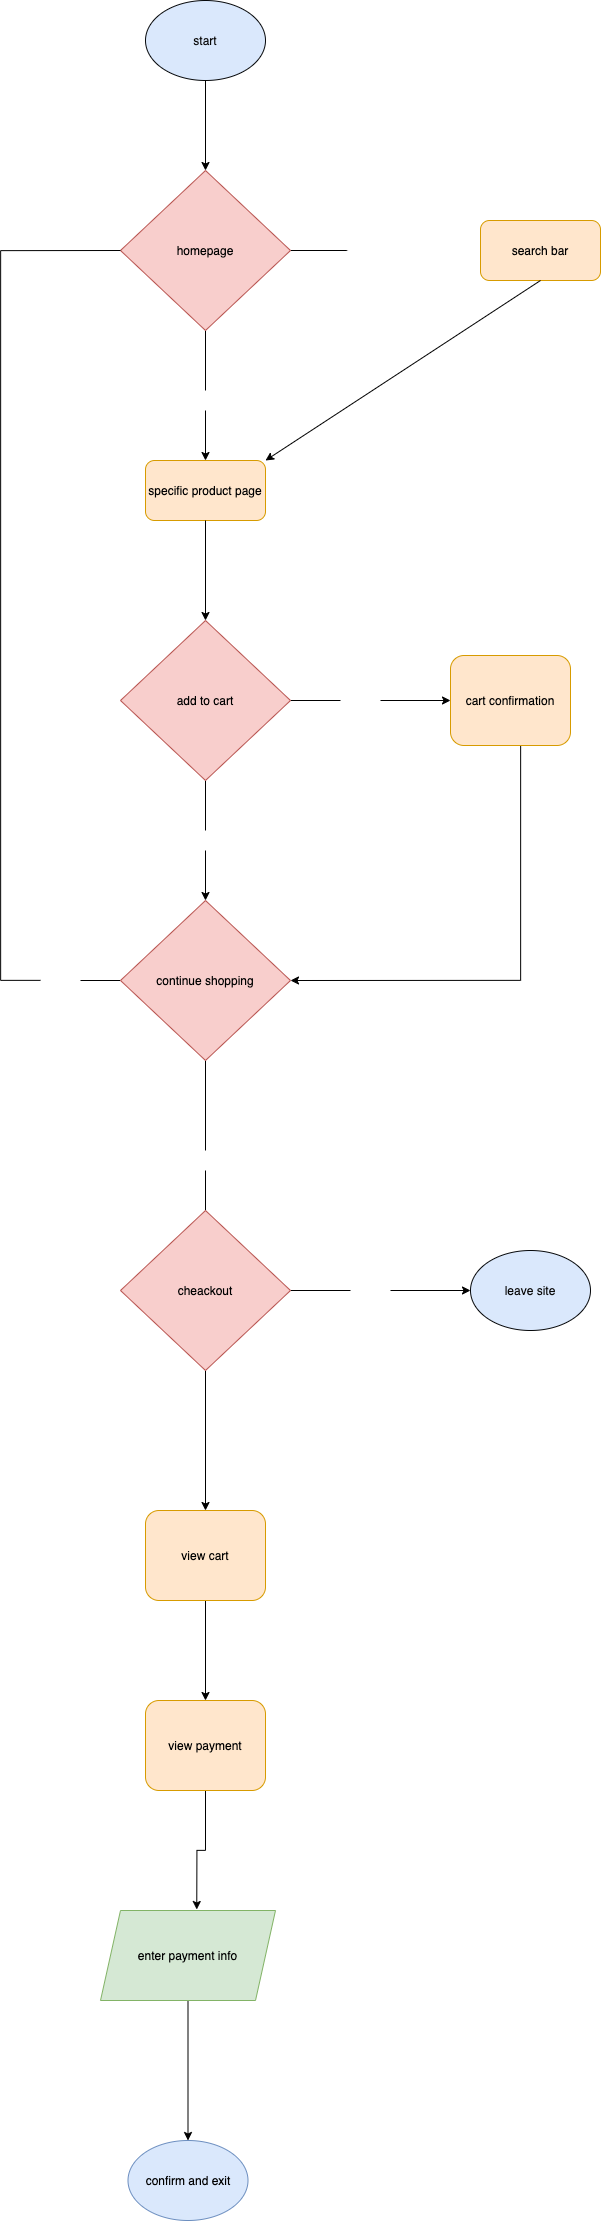 start
homepage
search bar
specific product page
add to cart
cart confirmation
continue shopping
cheackout
leave site
view cart
view payment
enter payment info
confirm and exit